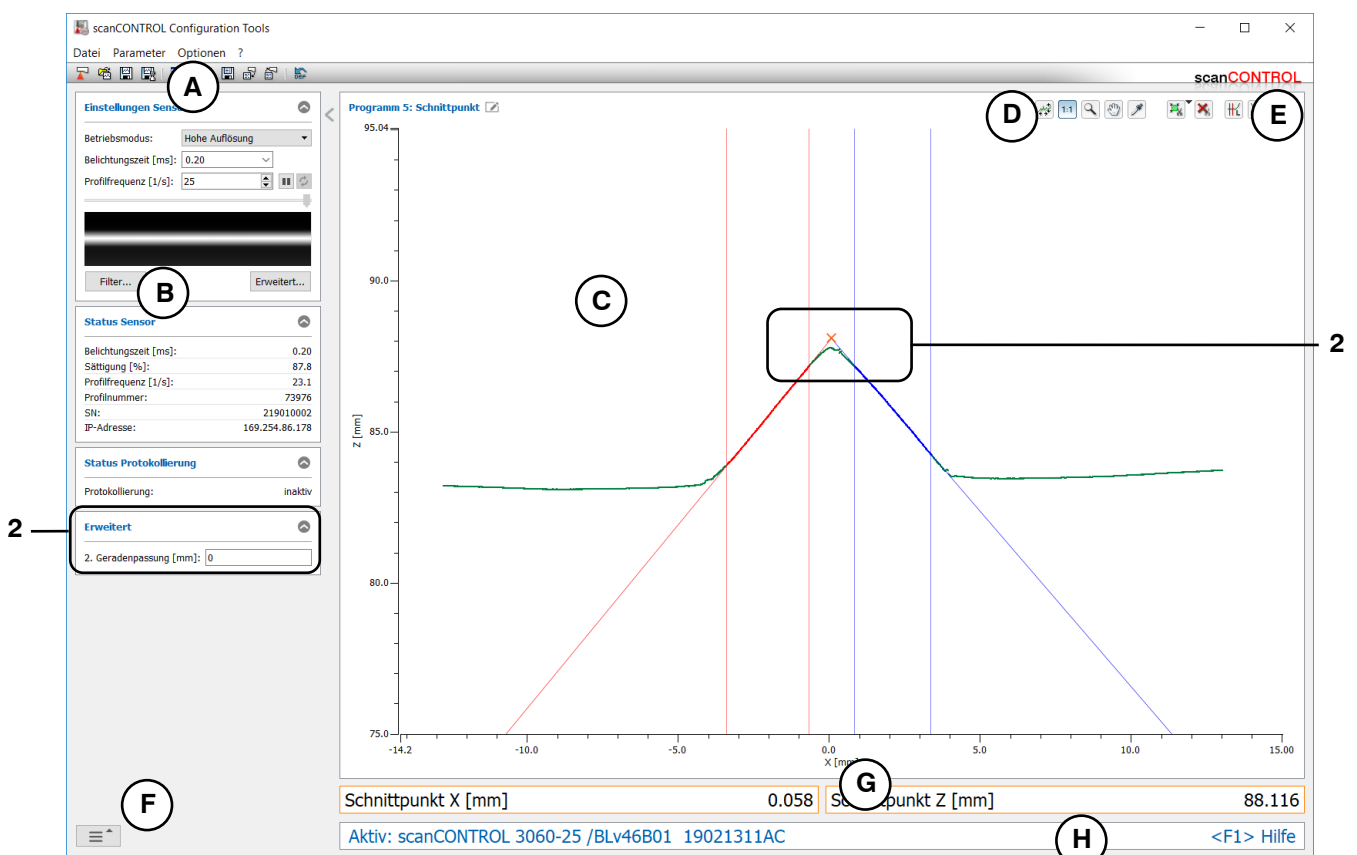 scanCONTROL Configuration Tools
Datei Parameter Optionen ?
A
scanCONTROL
Einstellungen Sens
Betriebsmodus: Hohe Auflösung
Belichtungszeit [ms]: 0.20
Profilfrequenz [1/s]: 25
Filter... Erweitert...
B
Status Sensor
Belichtungszeit [ms]: 0.20
Sättigung [%]: 87.8
Profilfrequenz [1/s]: 23.1
Profilnummer: 73976
SN: 219010002
IP-Adresse: 169.254.86.178
Status Protokollierung
Protokollierung: inaktiv
2
Erweitert
2. Geradenpassung [mm]: 0
F
Programm 5: Schnittpunkt
D
1:1
E
95.04
90.0
85.0
80.0
75.0
Z [mm]
C
2
-14.2 -10.0 -5.0 0.0 5.0 10.0 15.00
X [mm]
G
Schnittpunkt X [mm] 0.058
Schnittpunkt Z [mm] 88.116
Aktiv: scanCONTROL 3060-25 /BLv46B01 19021311AC
H
<F1> Hilfe